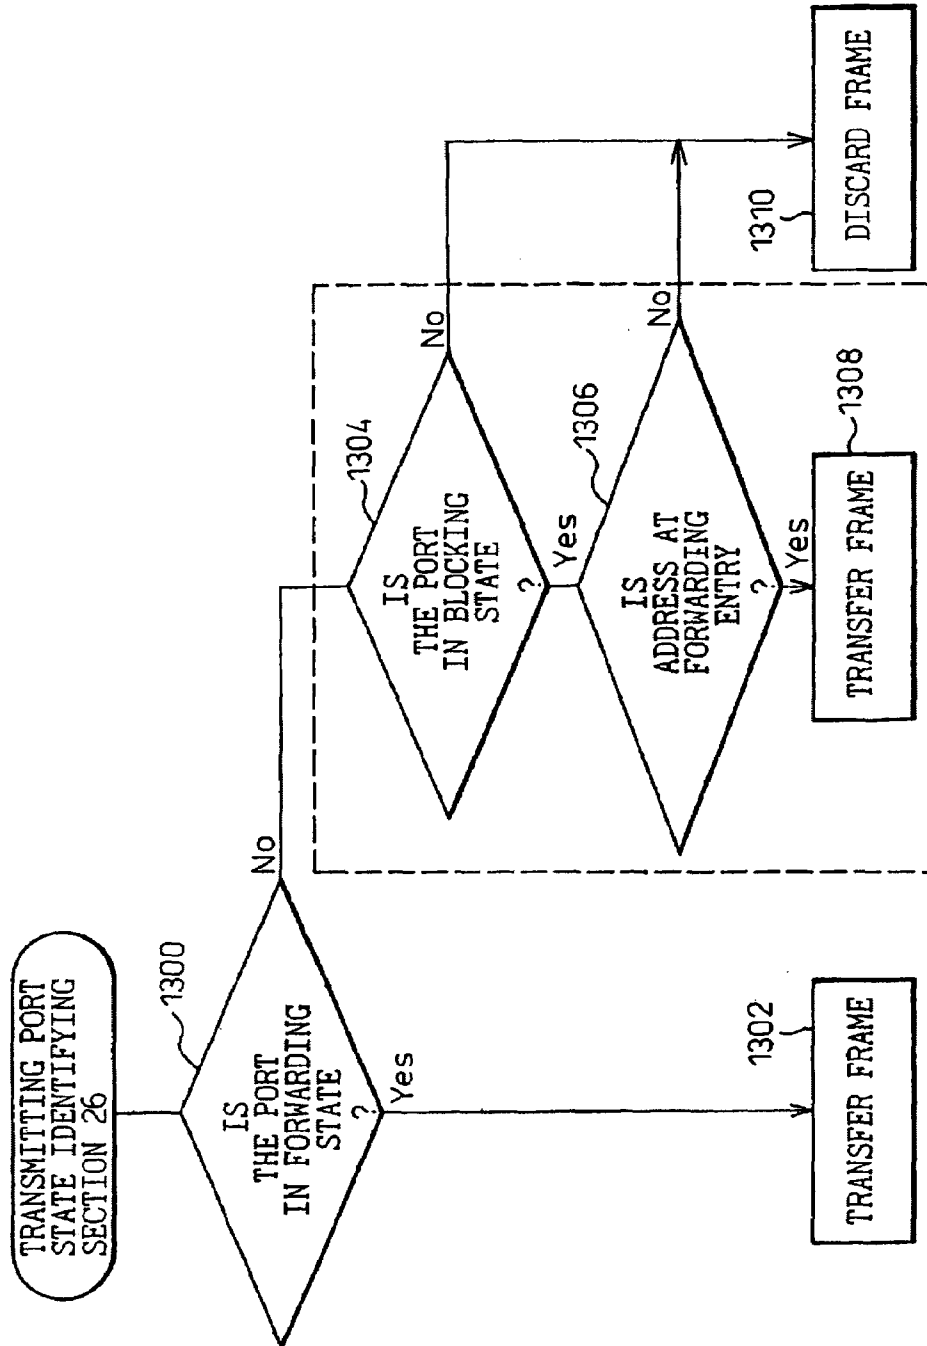 TRANSMITTING PORT
STATE IDENTIFYING
SECTION 26
1300
IS
THE PORT
IN FORWARDING
STATE
?
No
Yes
1302
TRANSFER FRAME
1304
IS
THE PORT
IN BLOCKING
STATE
?
No
Yes
1306
IS
ADDRESS AT
FORWARDING
ENTRY
?
No
Yes
1308
TRANSFER FRAME
1310
DISCARD FRAME